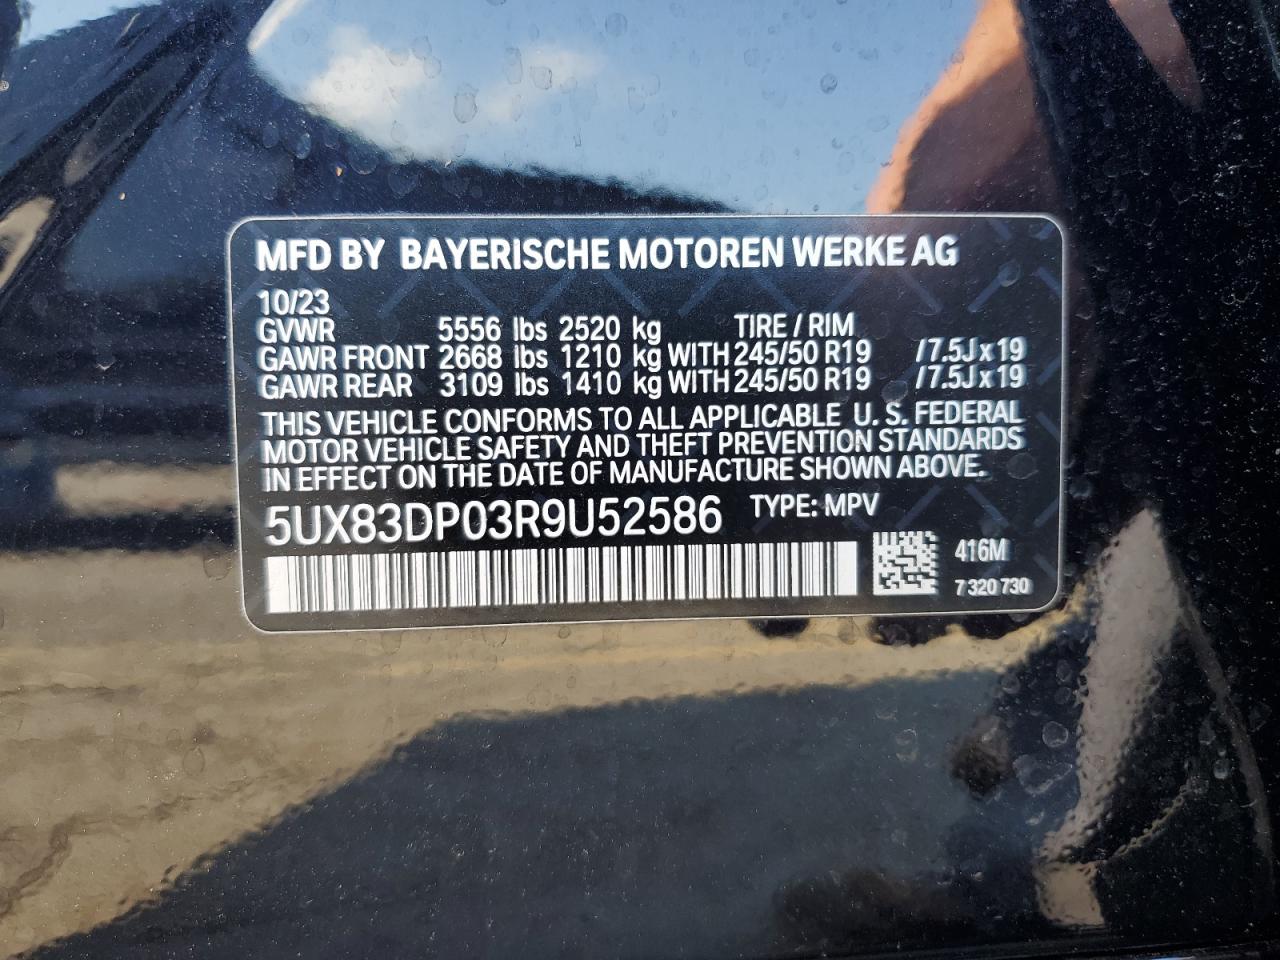 MFD BY BAYERISCHE MOTOREN WERKE AG
10/23
GVWR 5556 lbs 2520 kg TIRE / RIM
GAWR FRONT 2668 lbs 1210 kg WITH 245/50 R19 /7.5J x 19
GAWR REAR 3109 lbs 1410 kg WITH 245/50 R19 /7.5J x 19
THIS VEHICLE CONFORMS TO ALL APPLICABLE U. S. FEDERAL
MOTOR VEHICLE SAFETY AND THEFT PREVENTION STANDARDS
IN EFFECT ON THE DATE OF MANUFACTURE SHOWN ABOVE.
5UX83DP03R9U52586 TYPE: MPV
416M
7 320 730